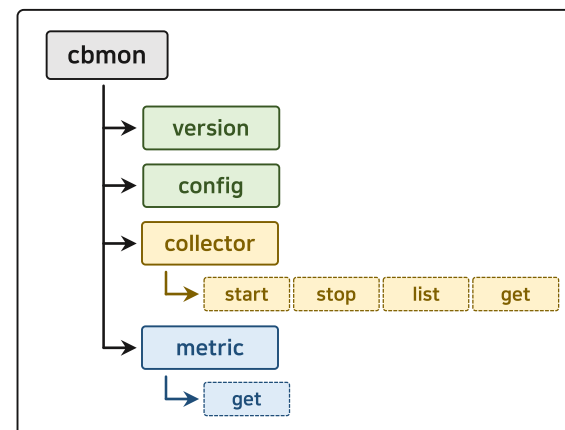 cbmon
version
config
collector
start stop list get
metric
get